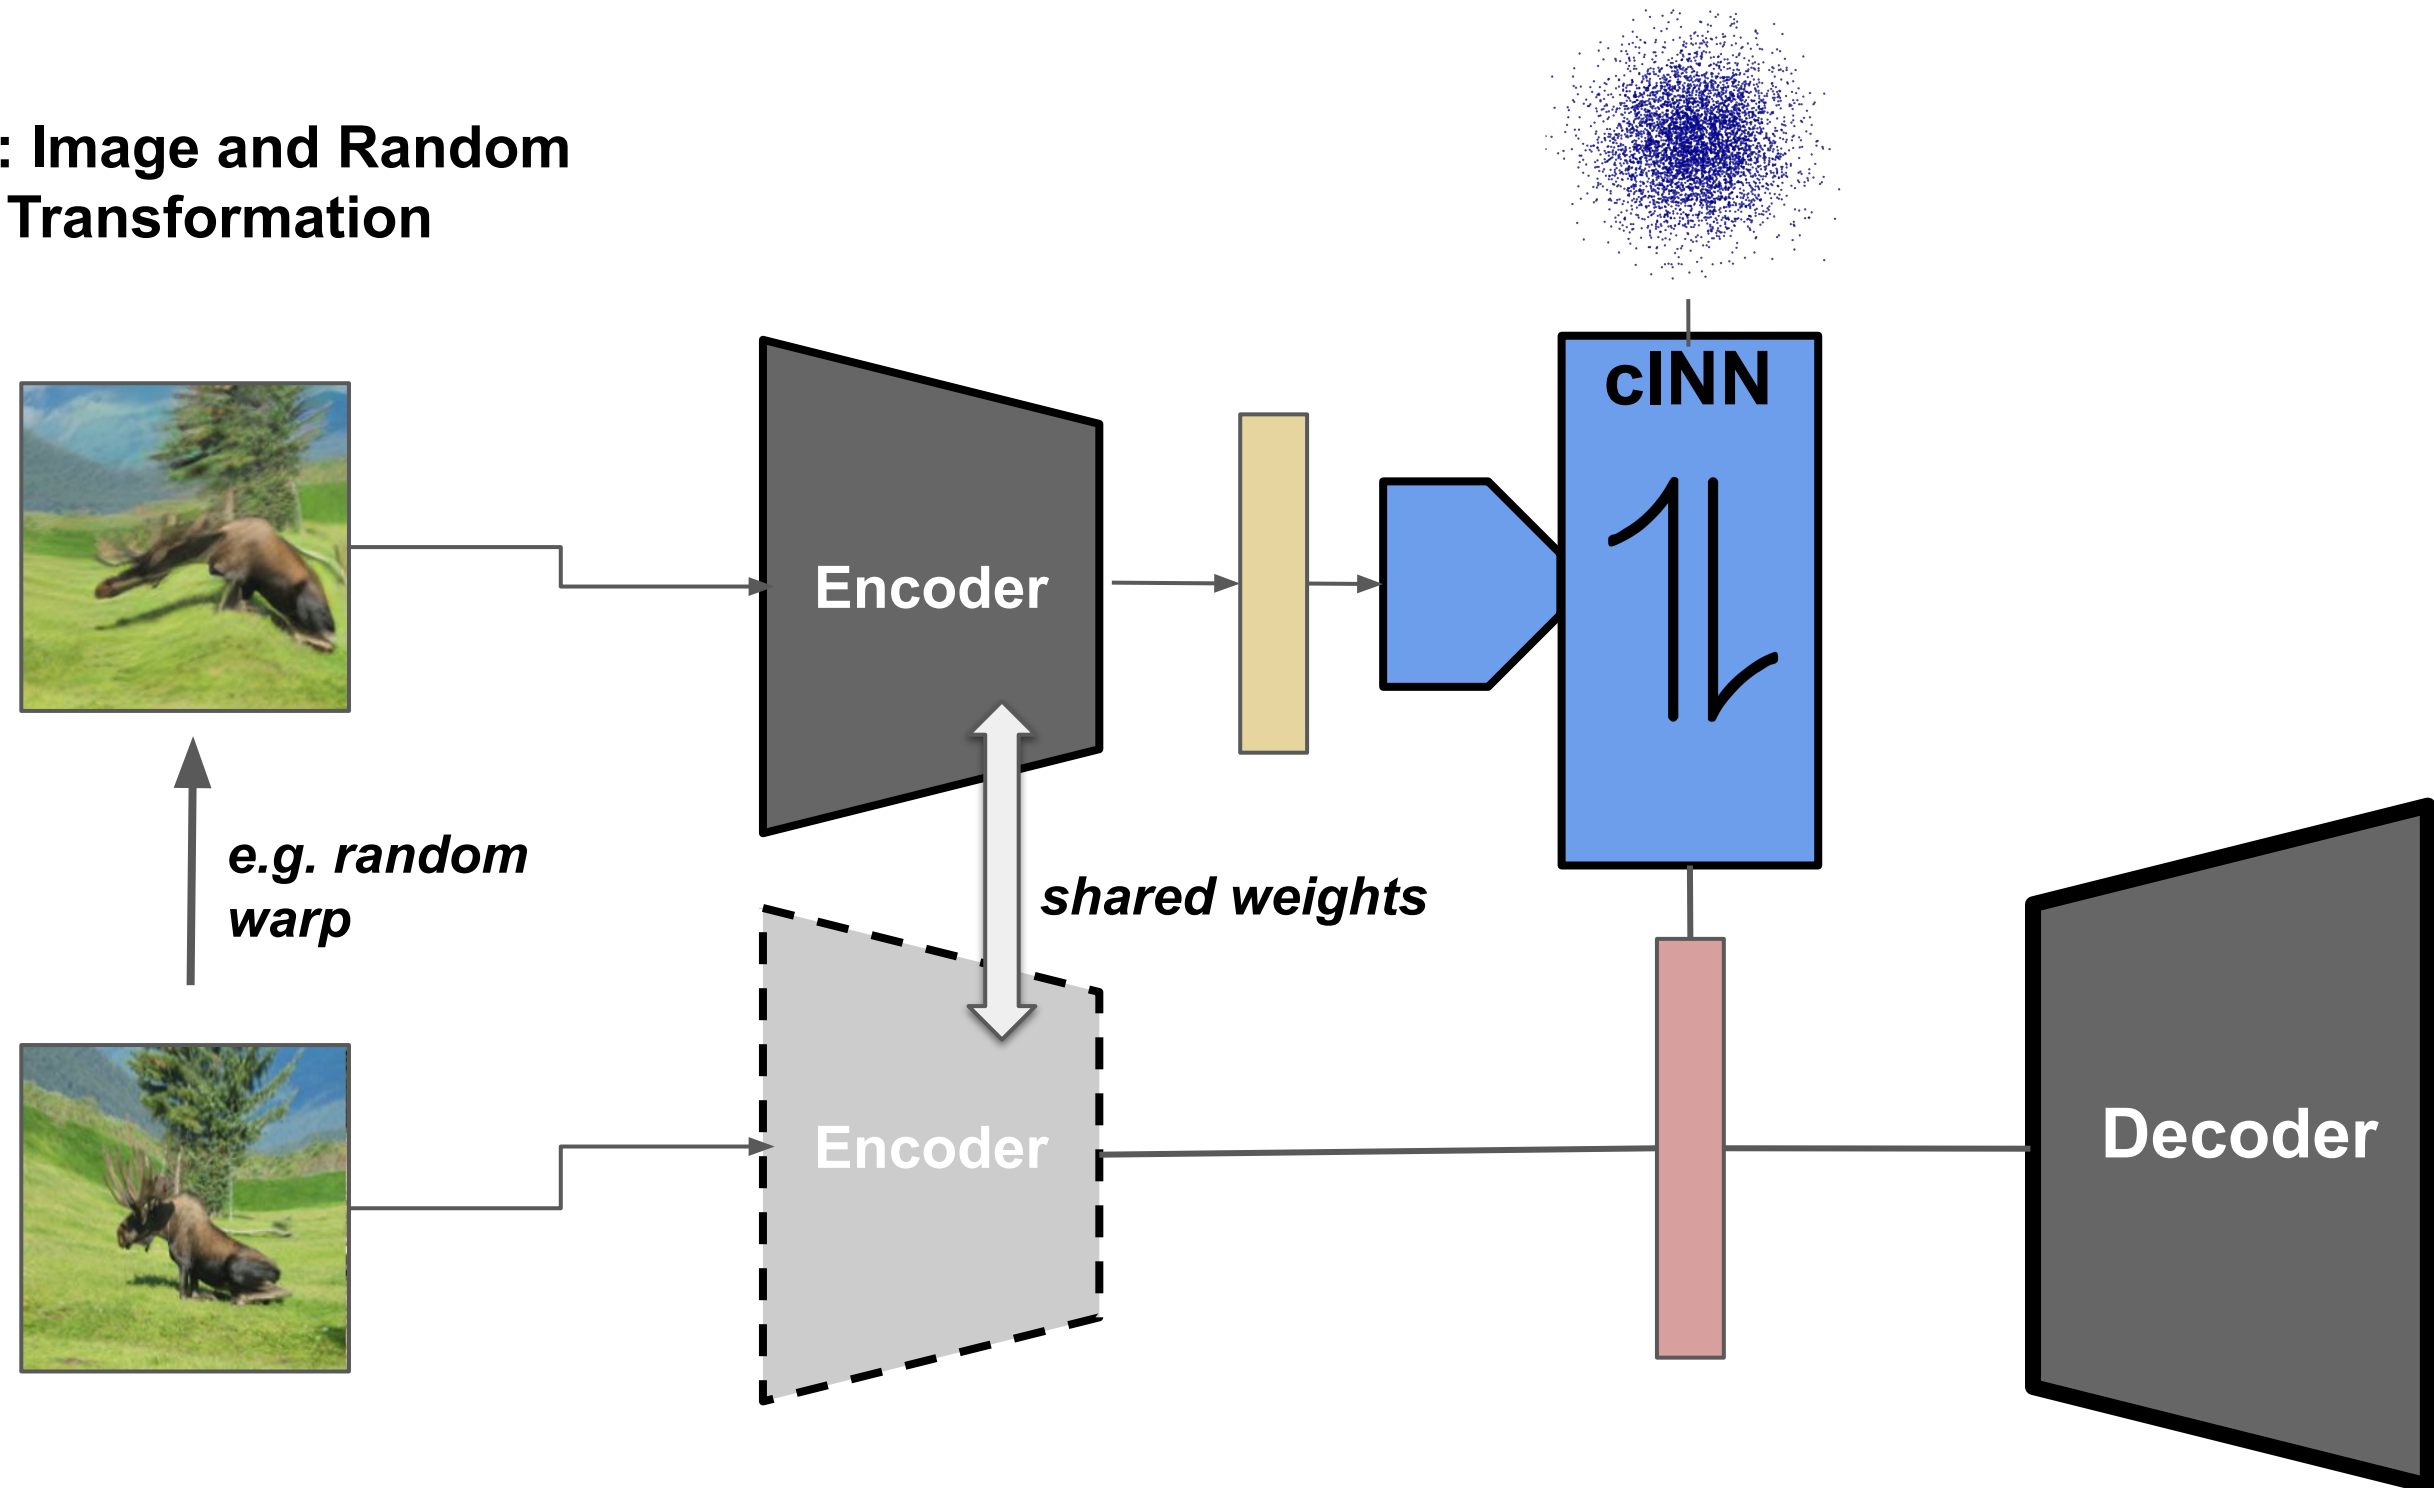 : Image and Random
Transformation
cINN
Encoder
e.g. random
warp
shared weights
Encoder
Decoder